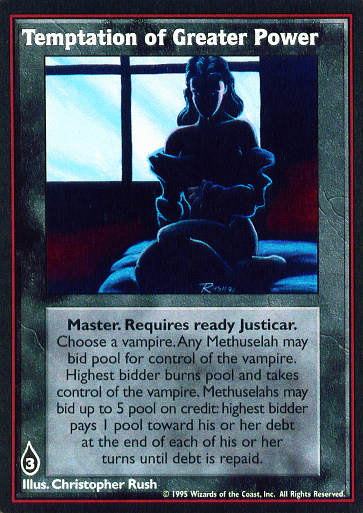 Temptation of Greater Power
Master. Requires ready Justicar.
Choose a vampire. Any Methuselah may
bid pool for control of the vampire.
Highest bidder burns pool and takes
control of the vampire. Methuselahs may
bid up to 5 pool on credit: highest bidder
pays 1 pool toward his or her debt
at the end of each of his or her
turns until debt is repaid.
3
Illus. Christopher Rush
© 1995 Wizards of the Coast, Inc. All Rights Reserved.